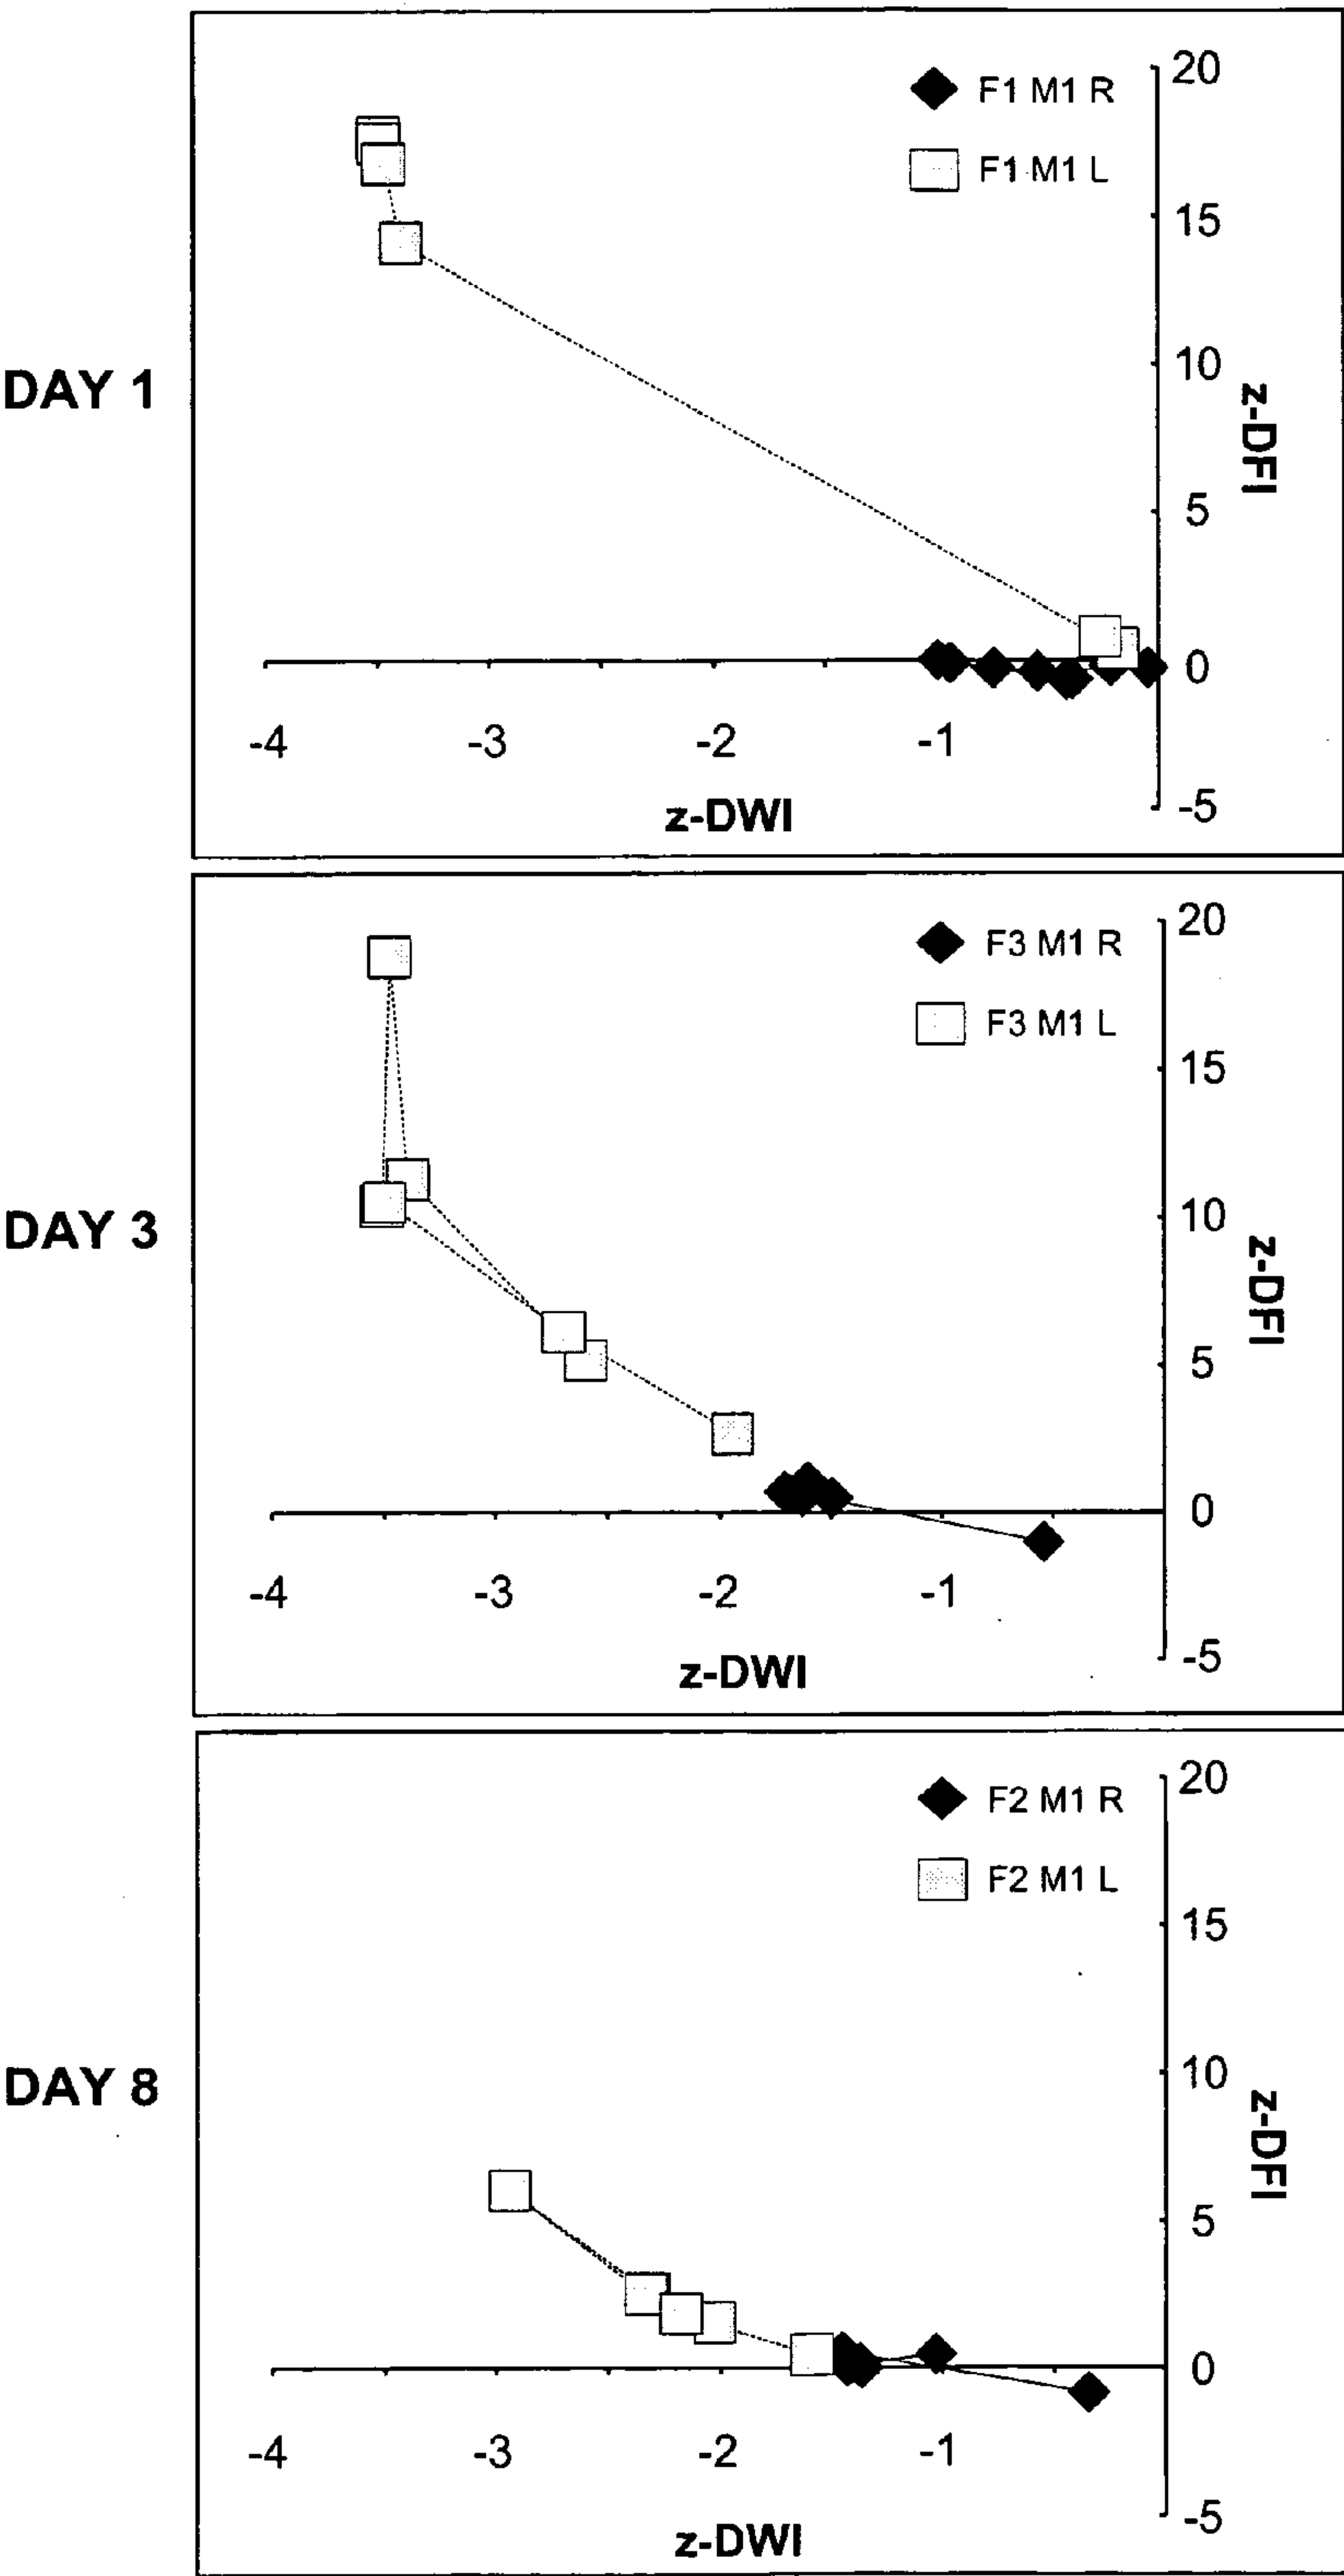 DAY 1
F1 M1 R
F1 M1 L
20
15
10
5
0
-5
z-DFI
-4 -3 -2 -1
z-DWI
DAY 3
F3 M1 R
F3 M1 L
20
15
10
5
0
-5
z-DFI
-4 -3 -2 -1
z-DWI
DAY 8
F2 M1 R
F2 M1 L
20
15
10
5
0
-5
z-DFI
-4 -3 -2 -1
z-DWI